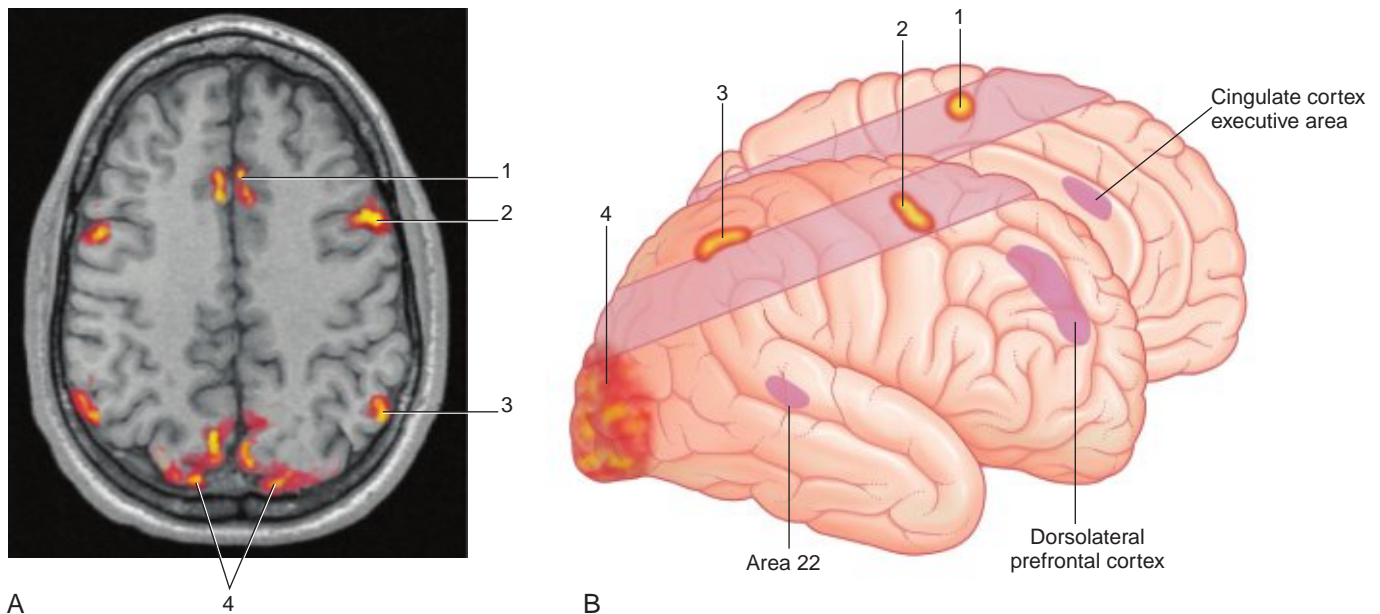 1
2
3
4
A
1
2
3
4
Cingulate cortex
executive area
Area 22
Dorsolateral
prefrontal cortex
B